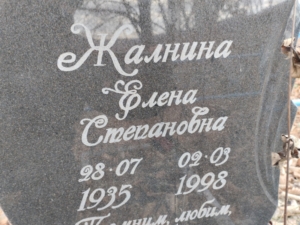 Жалнина
Елена
Степановна
28·07 02·03
1935 1998
Помним, любим,